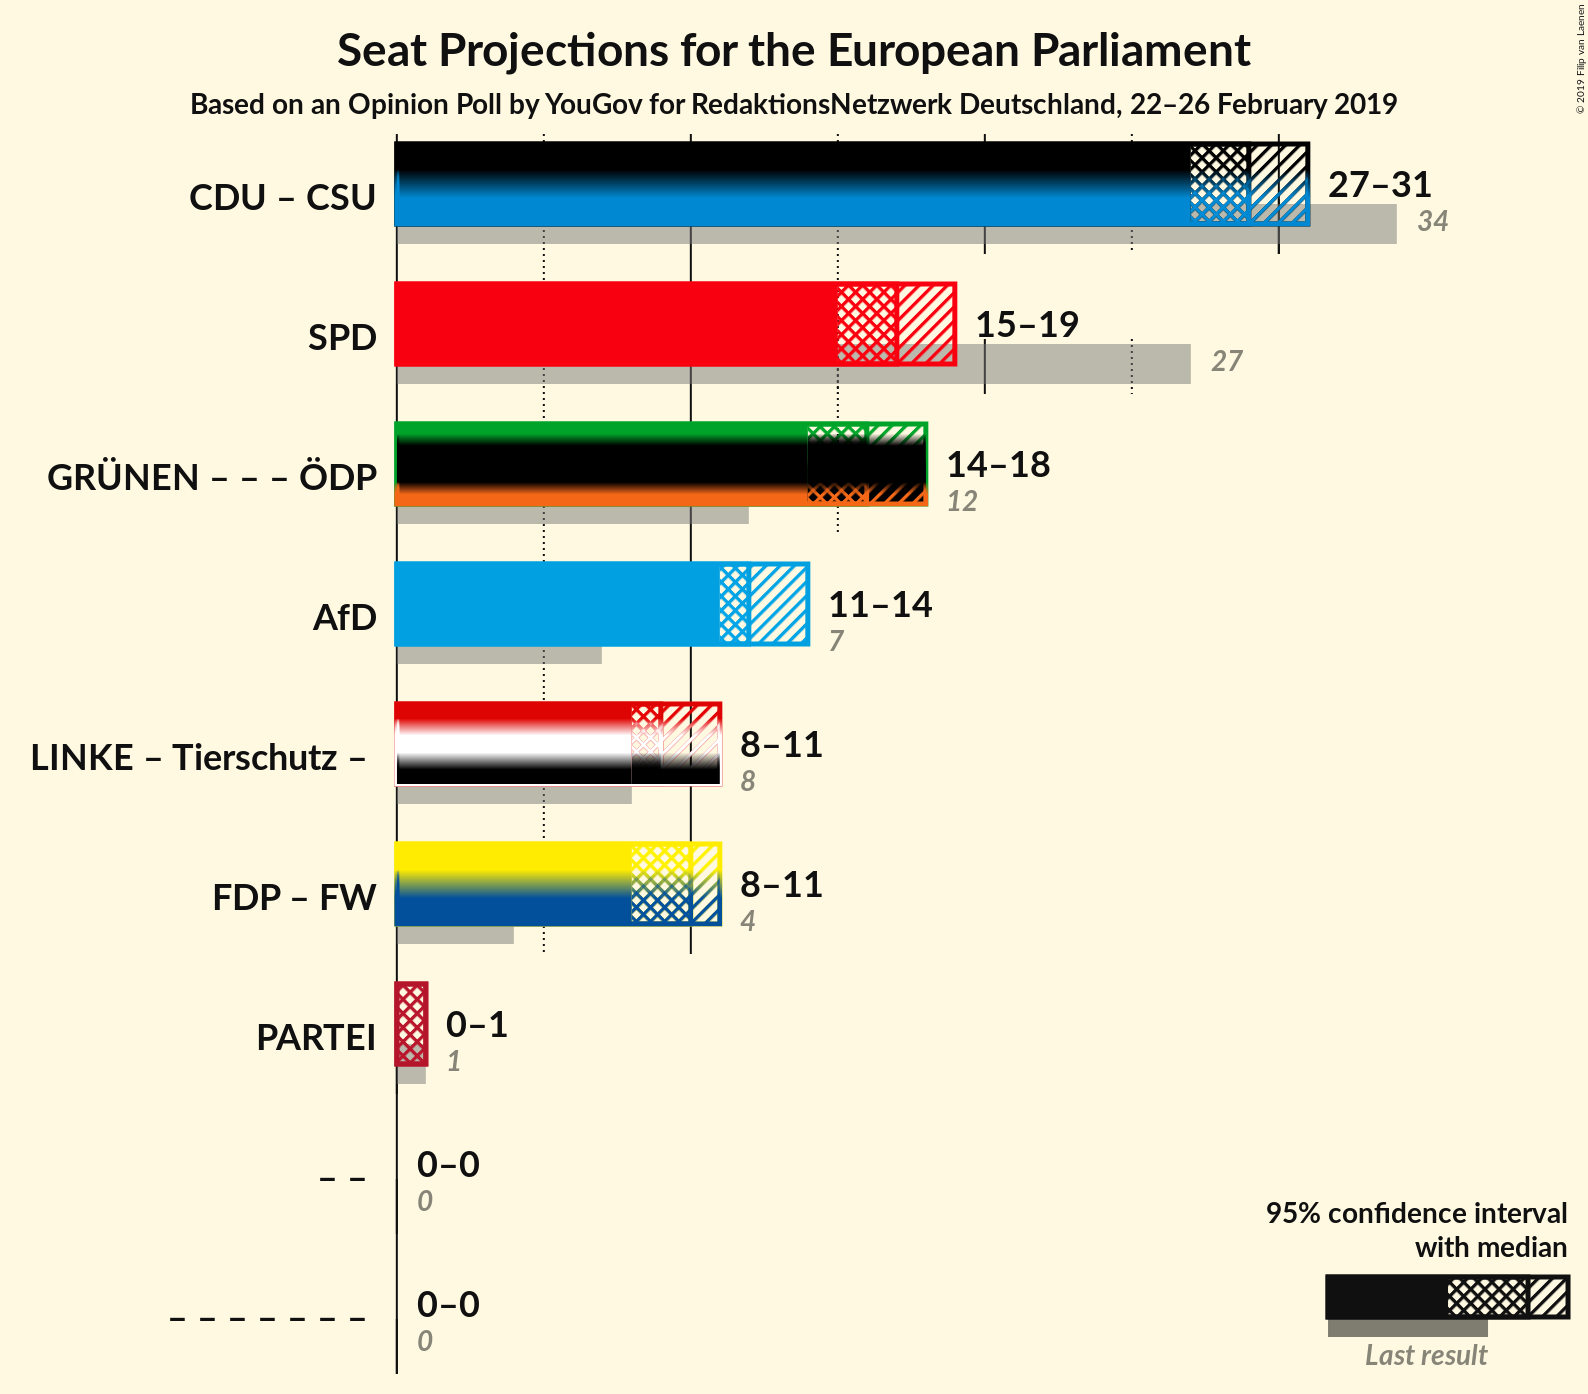 Seat Projections for the European Parliament
Based on an Opinion Poll by YouGov for RedaktionsNetzwerk Deutschland, 22–26 February 2019
© 2019 Filip van Laenen
CDU – CSU
27–31
34
SPD
15–19
27
GRÜNEN – – – ÖDP
14–18
12
AfD
11–14
7
LINKE – Tierschutz –
8–11
8
FDP – FW
8–11
4
PARTEI
0–1
1
– –
0–0
0
– – – – – – –
0–0
0
95% confidence interval
with median
Last result